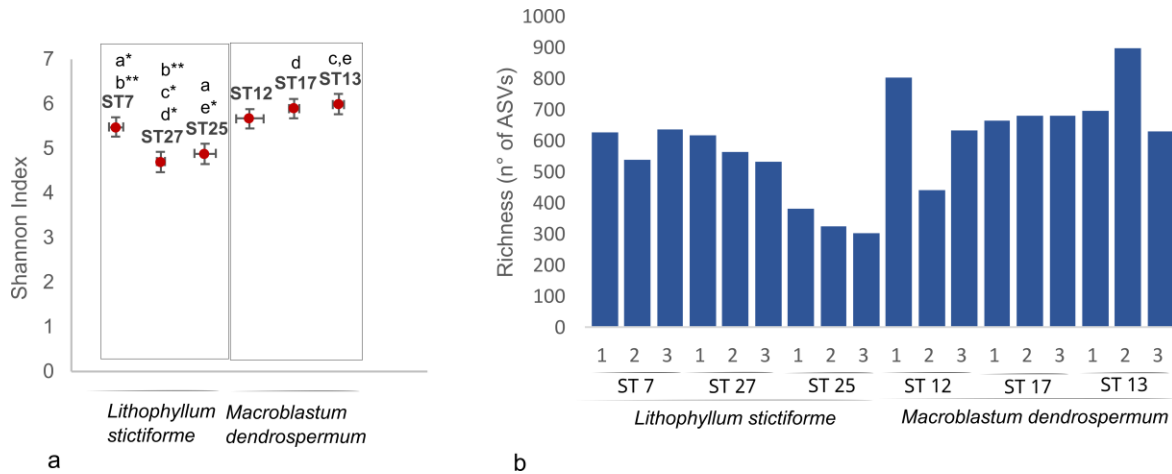 Shannon Index
7
6
5
4
3
2
1
0
a*
b**
ST7
b**
c*
d*
ST27
a
e*
ST25
ST12
d
ST17
c,e
ST13
Lithophyllum
stictiforme
Macroblastum
dendrospermum
a
Richness (n° of ASVs)
1000
900
800
700
600
500
400
300
200
100
0
1 2 3 1 2 3 1 2 3 1 2 3 1 2 3 1 2 3
ST 7 ST 27 ST 25 ST 12 ST 17 ST 13
Lithophyllum stictiforme Macroblastum dendrospermum
b